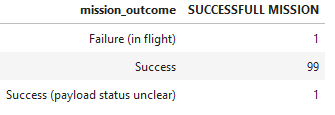 mission_outcome SUCCESSFULL MISSION
Failure (in flight) 1
Success 99
Success (payload status unclear) 1